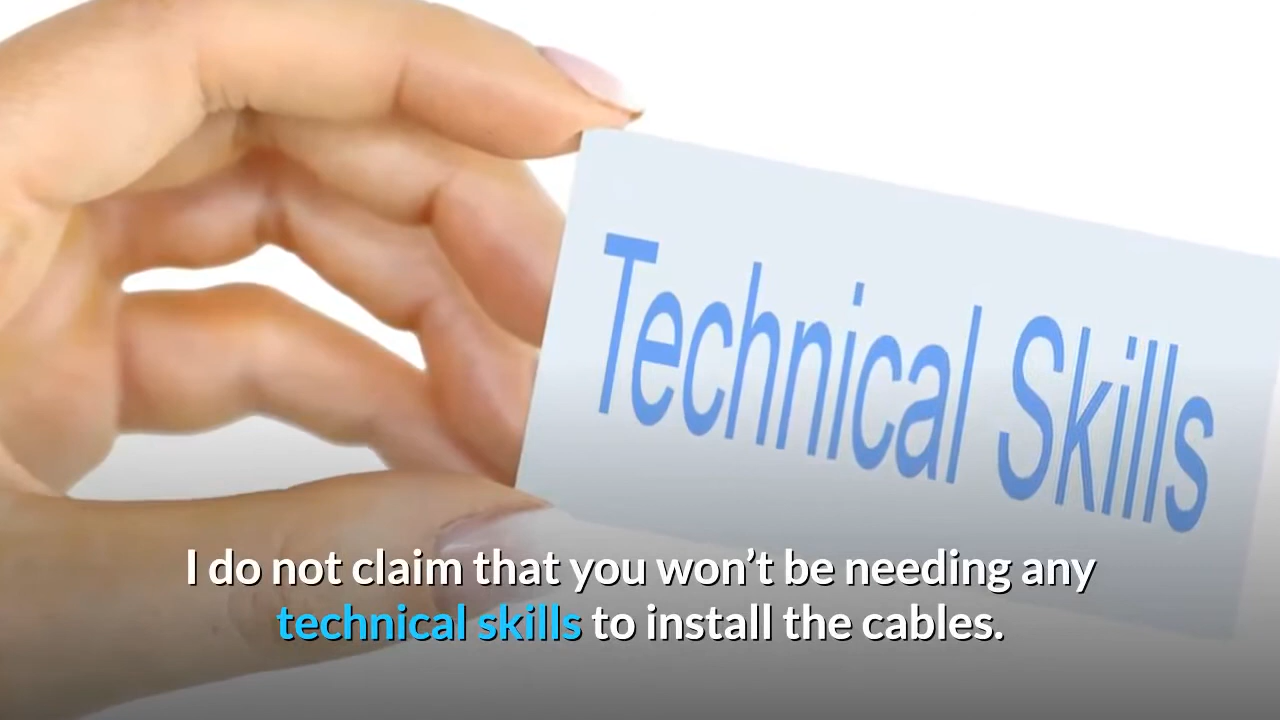 Technical Skills
I do not claim that you won’t be needing any
technical skills to install the cables.